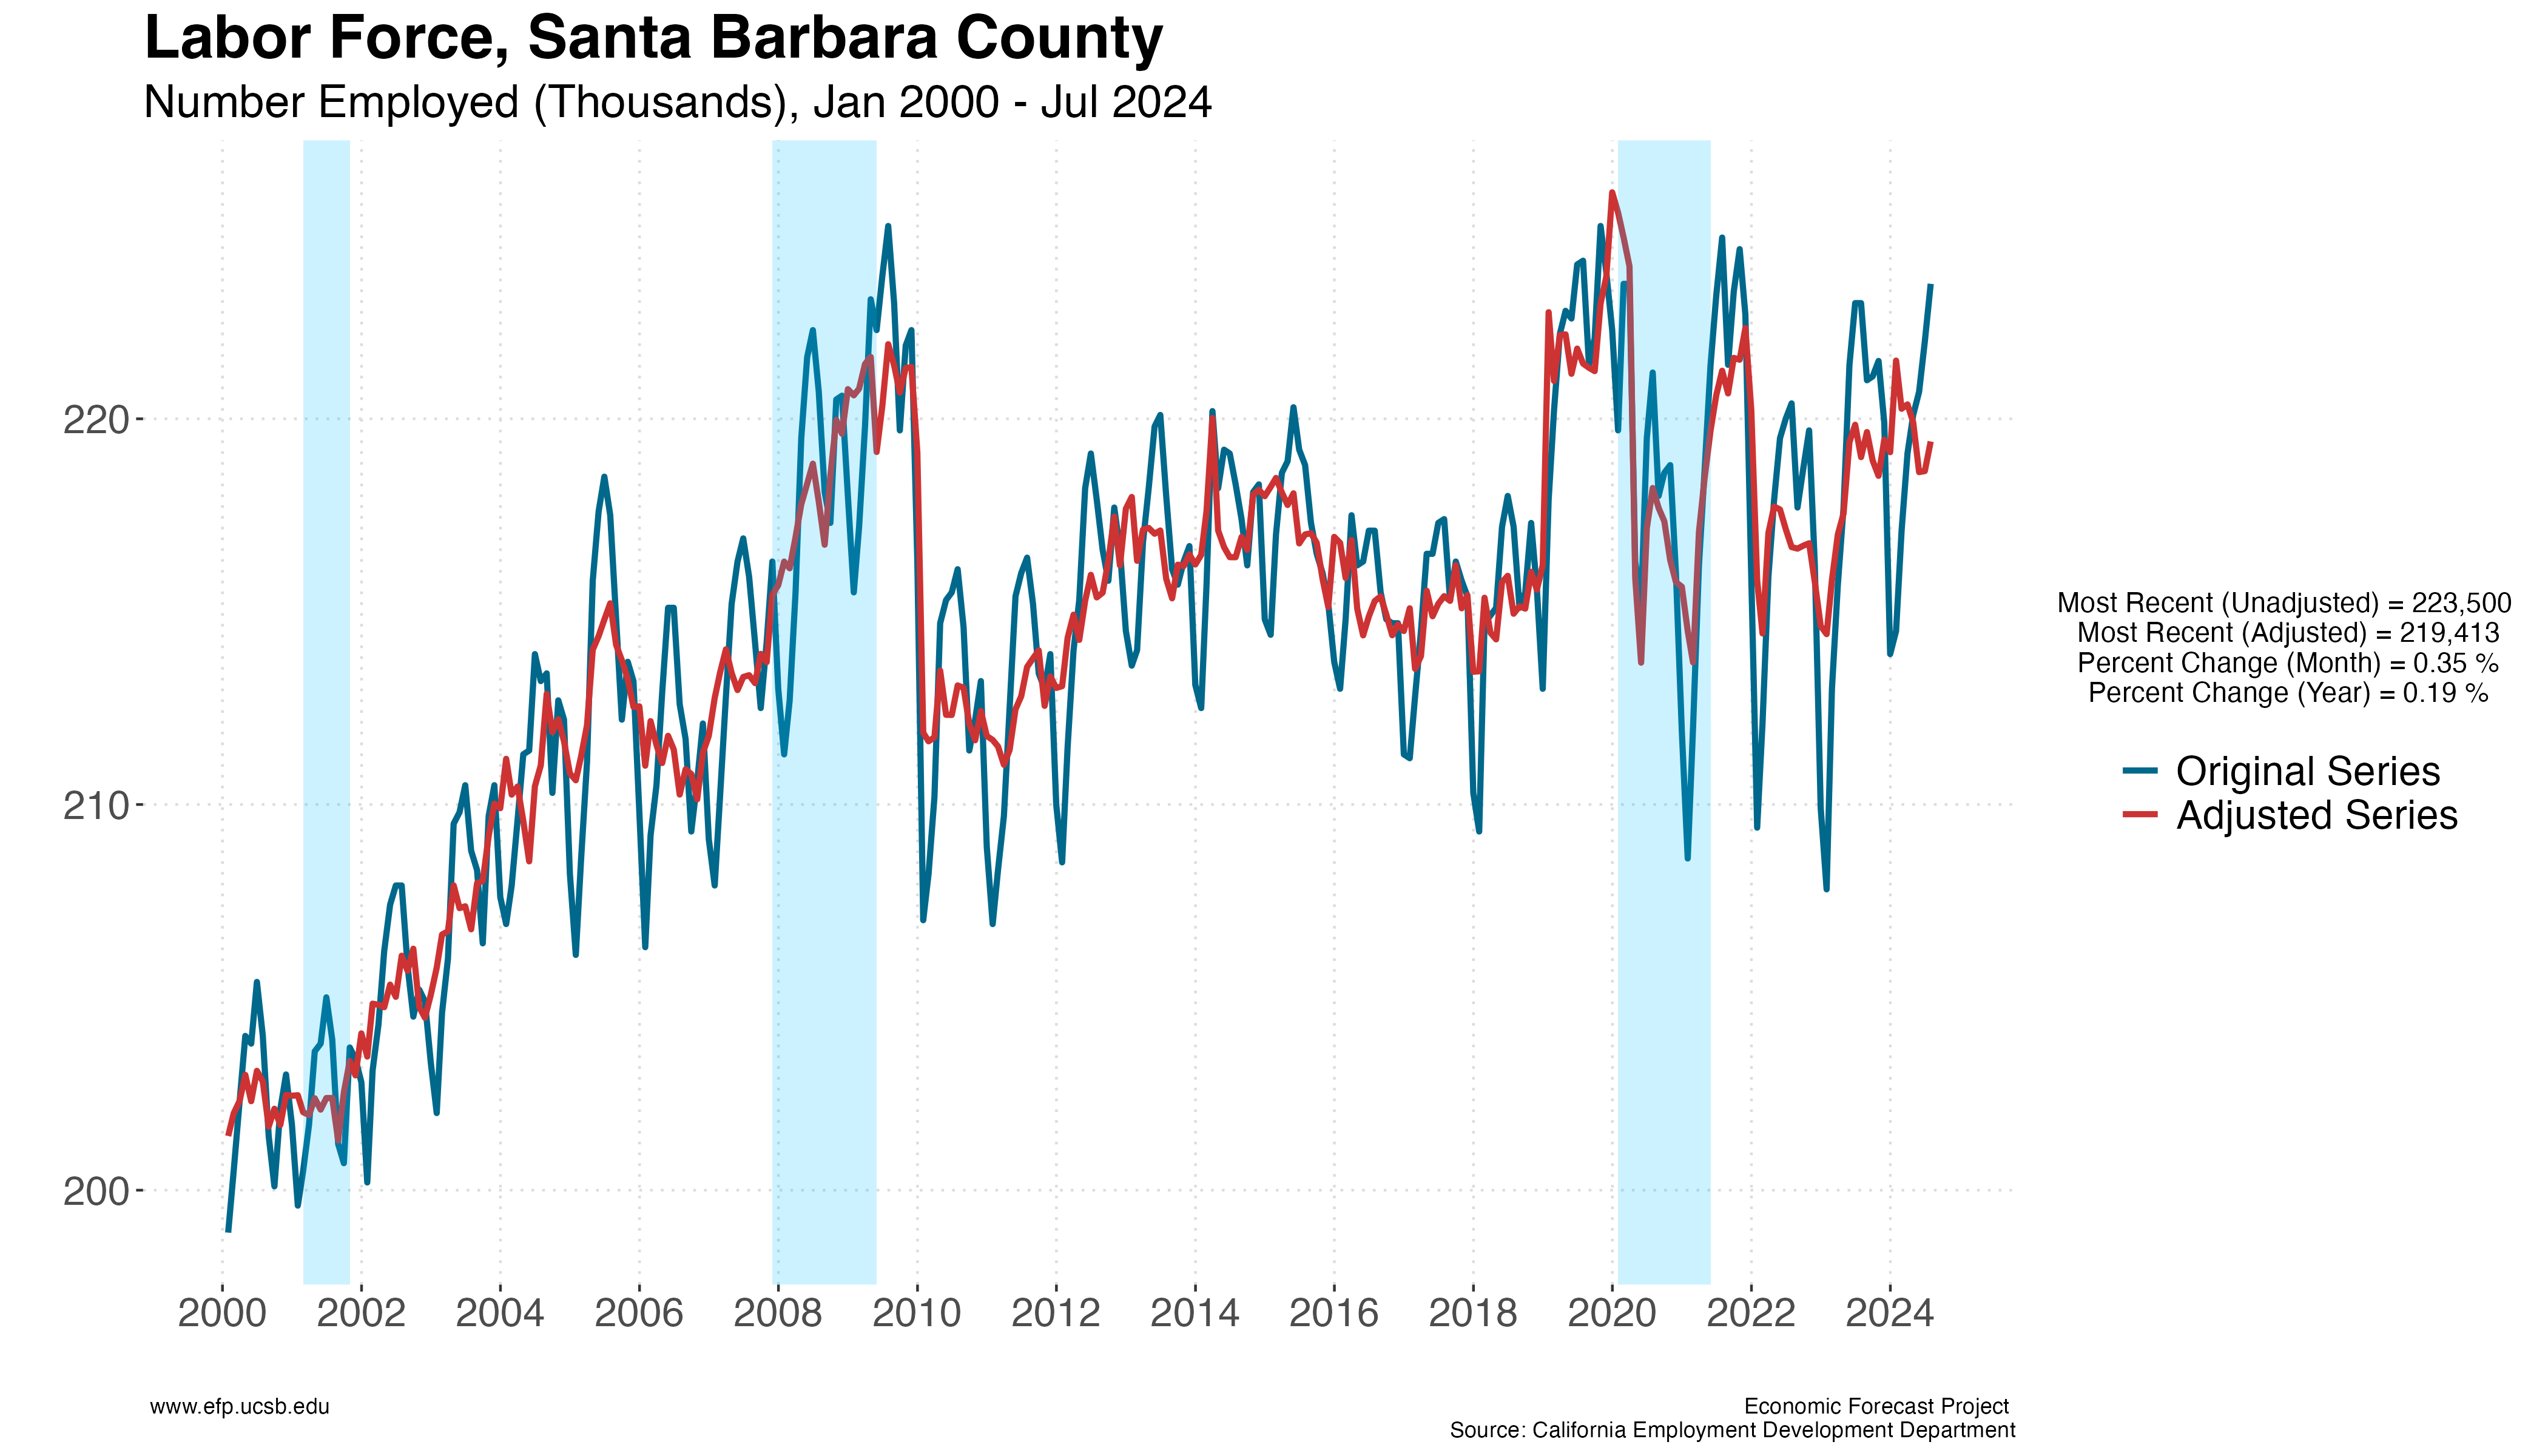 Labor Force, Santa Barbara County
Number Employed (Thousands), Jan 2000 - Jul 2024
220
210
200
2000 2002 2004 2006 2008 2010 2012 2014 2016 2018 2020 2022 2024
Most Recent (Unadjusted) = 223,500
Most Recent (Adjusted) = 219,413
Percent Change (Month) = 0.35 %
Percent Change (Year) = 0.19 %
Original Series
Adjusted Series
www.efp.ucsb.edu
Economic Forecast Project
Source: California Employment Development Department